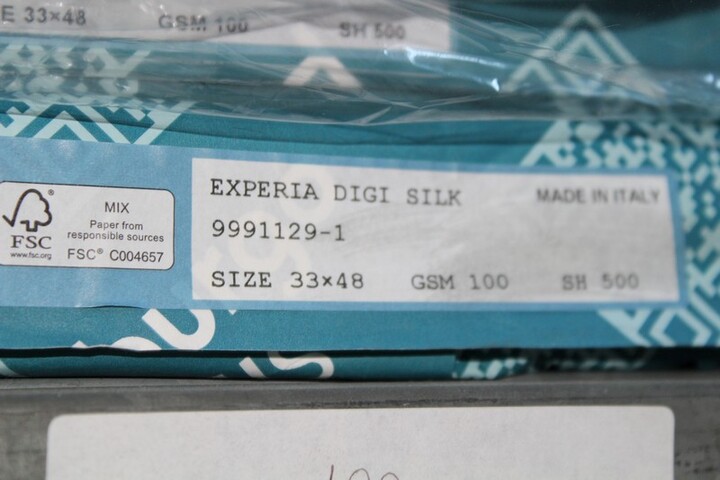 E 33×48 GSM 100 SH 500
EXPERIA DIGI SILK MADE IN ITALY
9991129-1
SIZE 33×48 GSM 100 SH 500
FSC
www.fsc.org
MIX
Paper from
responsible sources
FSC® C004657